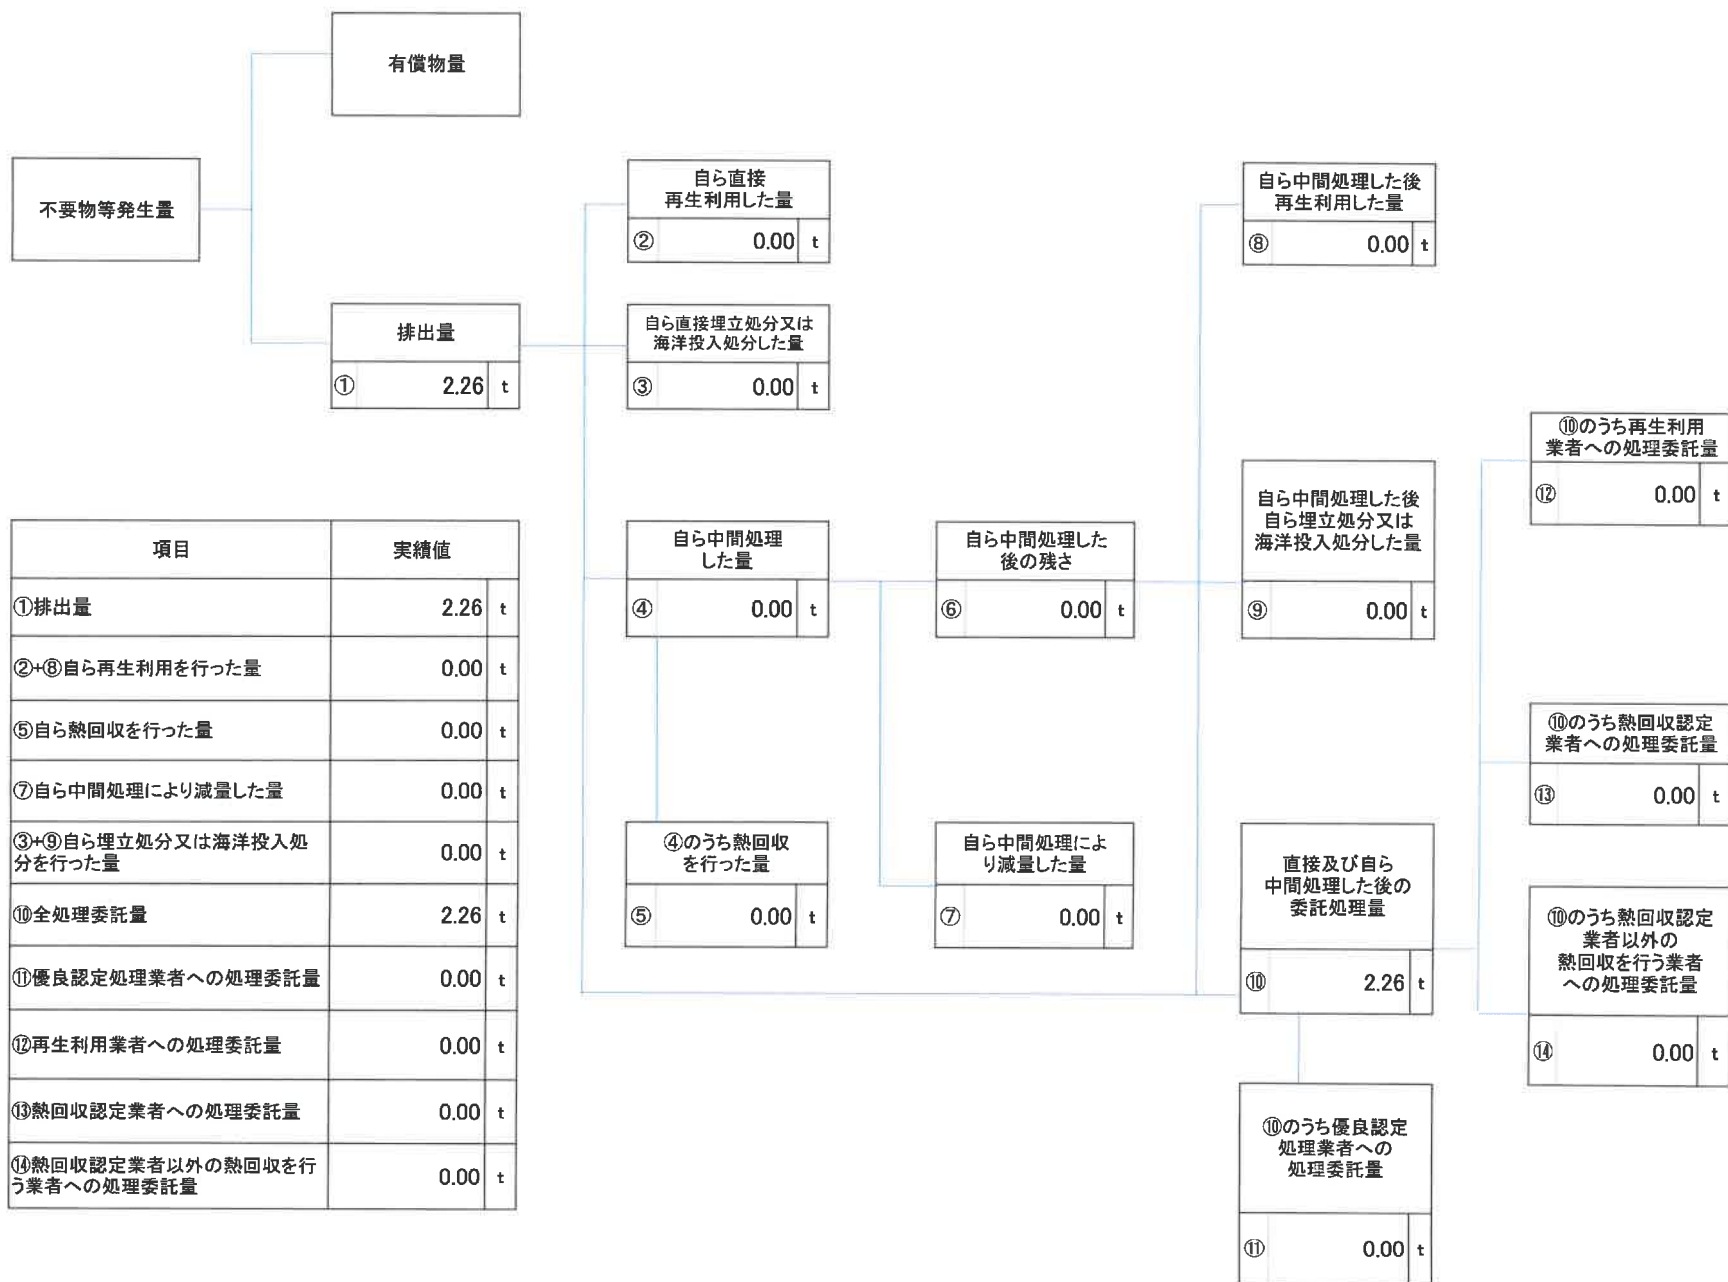 有償物量
不要物等発生量
排出量
① 2.26 t
自ら直接
再生利用した量
② 0.00 t
自ら直接埋立処分又は
海洋投入処分した量
③ 0.00 t
自ら中間処理
した量
④ 0.00 t
④のうち熱回収
を行った量
⑤ 0.00 t
自ら中間処理した
後の残さ
⑥ 0.00 t
自ら中間処理によ
り減量した量
⑦ 0.00 t
自ら中間処理した後
再生利用した量
⑧ 0.00 t
自ら中間処理した後
自ら埋立処分又は
海洋投入処分した量
⑨ 0.00 t
直接及び自ら
中間処理した後の
委託処理量
⑩ 2.26 t
⑩のうち優良認定
処理業者への
処理委託量
⑪ 0.00 t
⑩のうち再生利用
業者への処理委託量
⑫ 0.00 t
⑩のうち熱回収認定
業者への処理委託量
⑬ 0.00 t
⑩のうち熱回収認定
業者以外の
熱回収を行う業者
への処理委託量
⑭ 0.00 t
項目 実績値
①排出量 2.26 t
②+⑧自ら再生利用を行った量 0.00 t
⑤自ら熱回収を行った量 0.00 t
⑦自ら中間処理により減量した量 0.00 t
③+⑨自ら埋立処分又は海洋投入処
分を行った量 0.00 t
⑩全処理委託量 2.26 t
⑪優良認定処理業者への処理委託量 0.00 t
⑫再生利用業者への処理委託量 0.00 t
⑬熱回収認定業者への処理委託量 0.00 t
⑭熱回収認定業者以外の熱回収を行
う業者への処理委託量 0.00 t